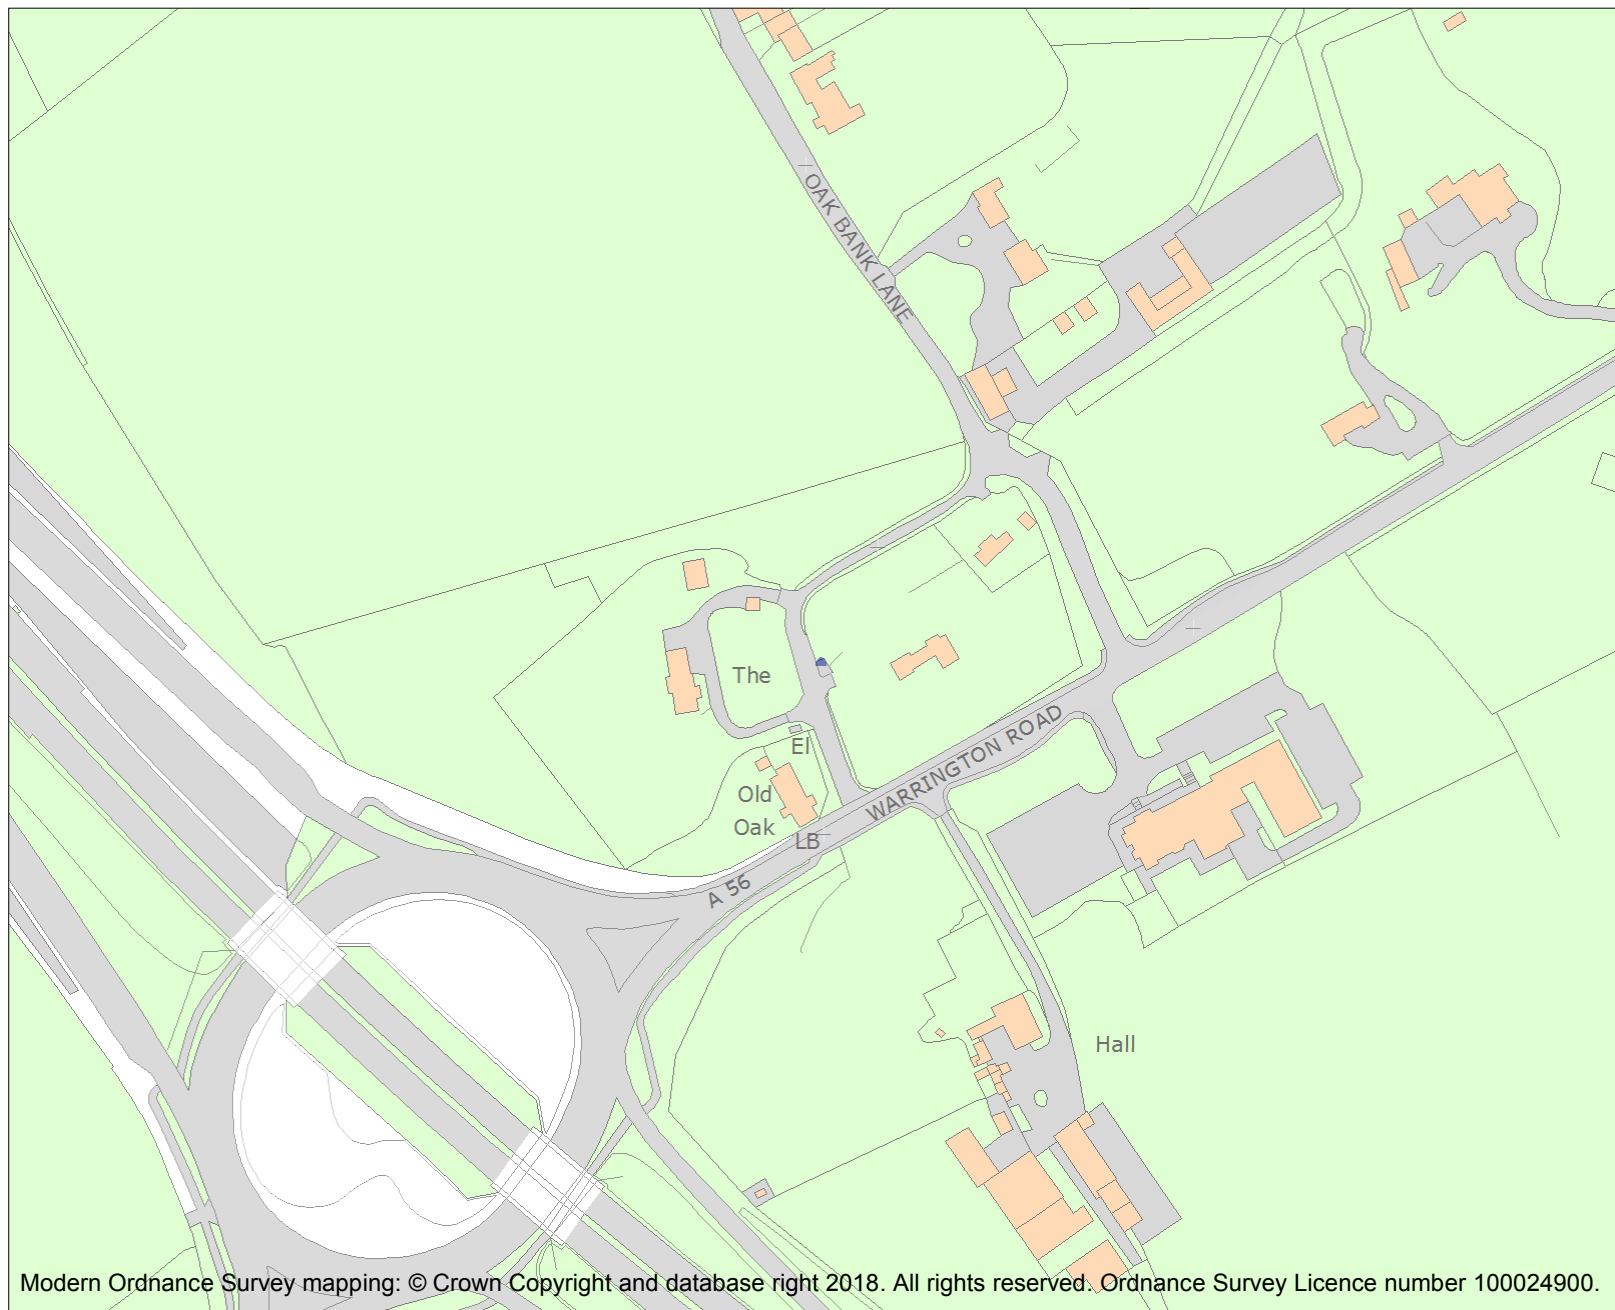 OAK BANK LANE
The
El
Old
Oak
LB
WARRINGTON ROAD
A 56
Hall
Modern Ordnance Survey mapping: © Crown Copyright and database right 2018. All rights reserved. Ordnance Survey Licence number 100024900.